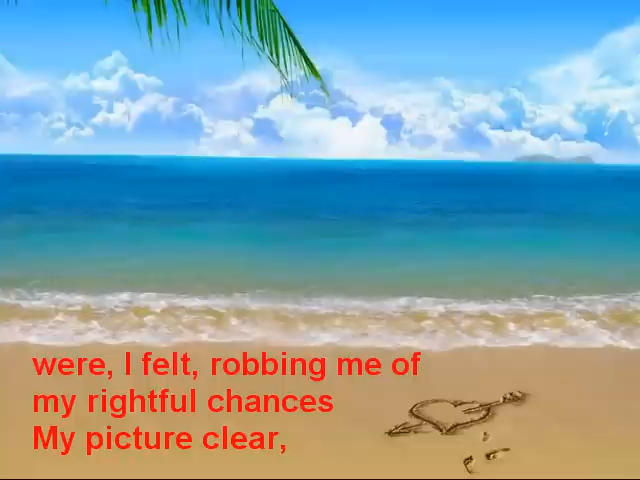 were, I felt, robbing me of
my rightful chances
My picture clear,